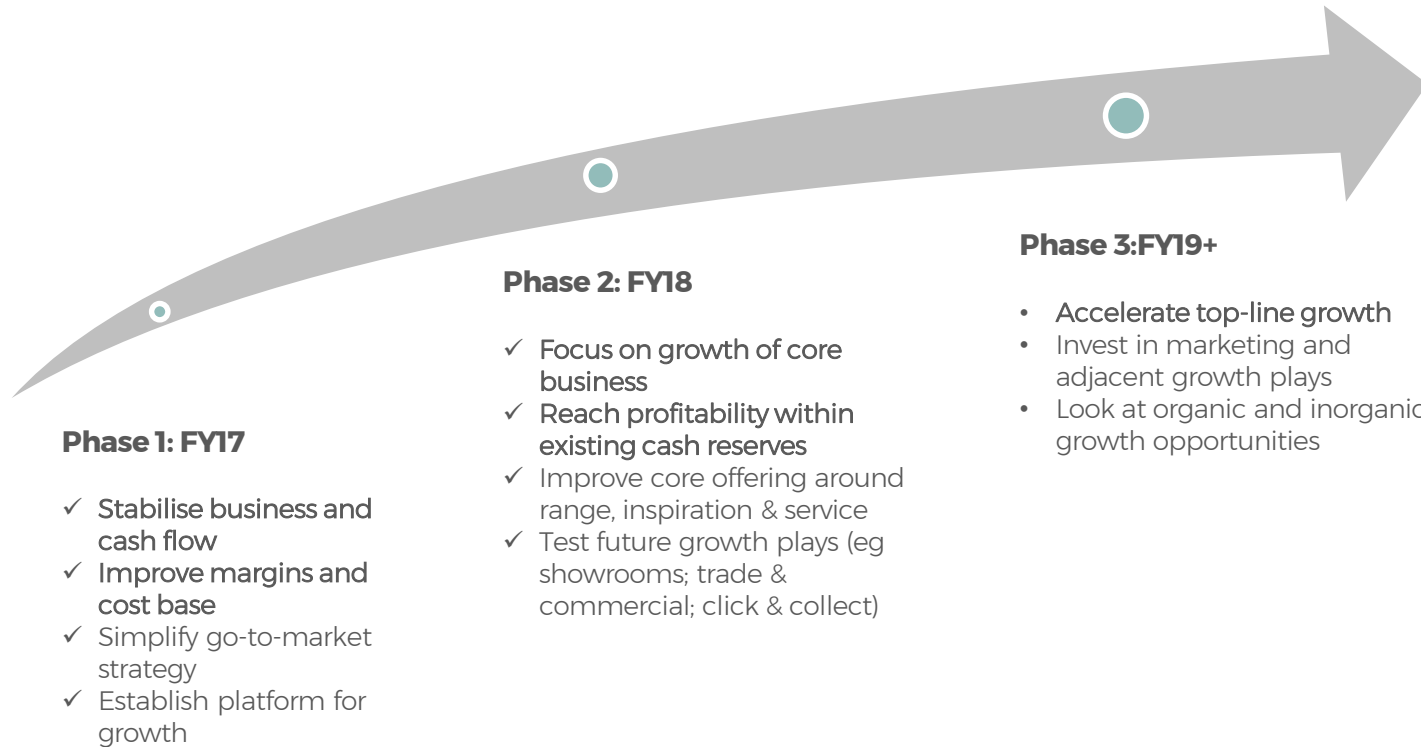 Phase 1: FY17
✓ Stabilise business and
cash flow
✓ Improve margins and
cost base
✓ Simplify go-to-market
strategy
✓ Establish platform for
growth
Phase 2: FY18
✓ Focus on growth of core
business
✓ Reach profitability within
existing cash reserves
✓ Improve core offering around
range, inspiration & service
✓ Test future growth plays (eg
showrooms; trade &
commercial; click & collect)
Phase 3:FY19+
• Accelerate top-line growth
• Invest in marketing and
adjacent growth plays
• Look at organic and inorganic
growth opportunities